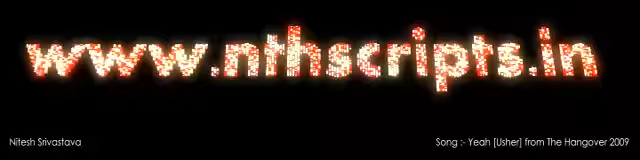 www.nthscripts.in
Nitesh Srivastava
Song :- Yeah [Usher] from The Hangover 2009